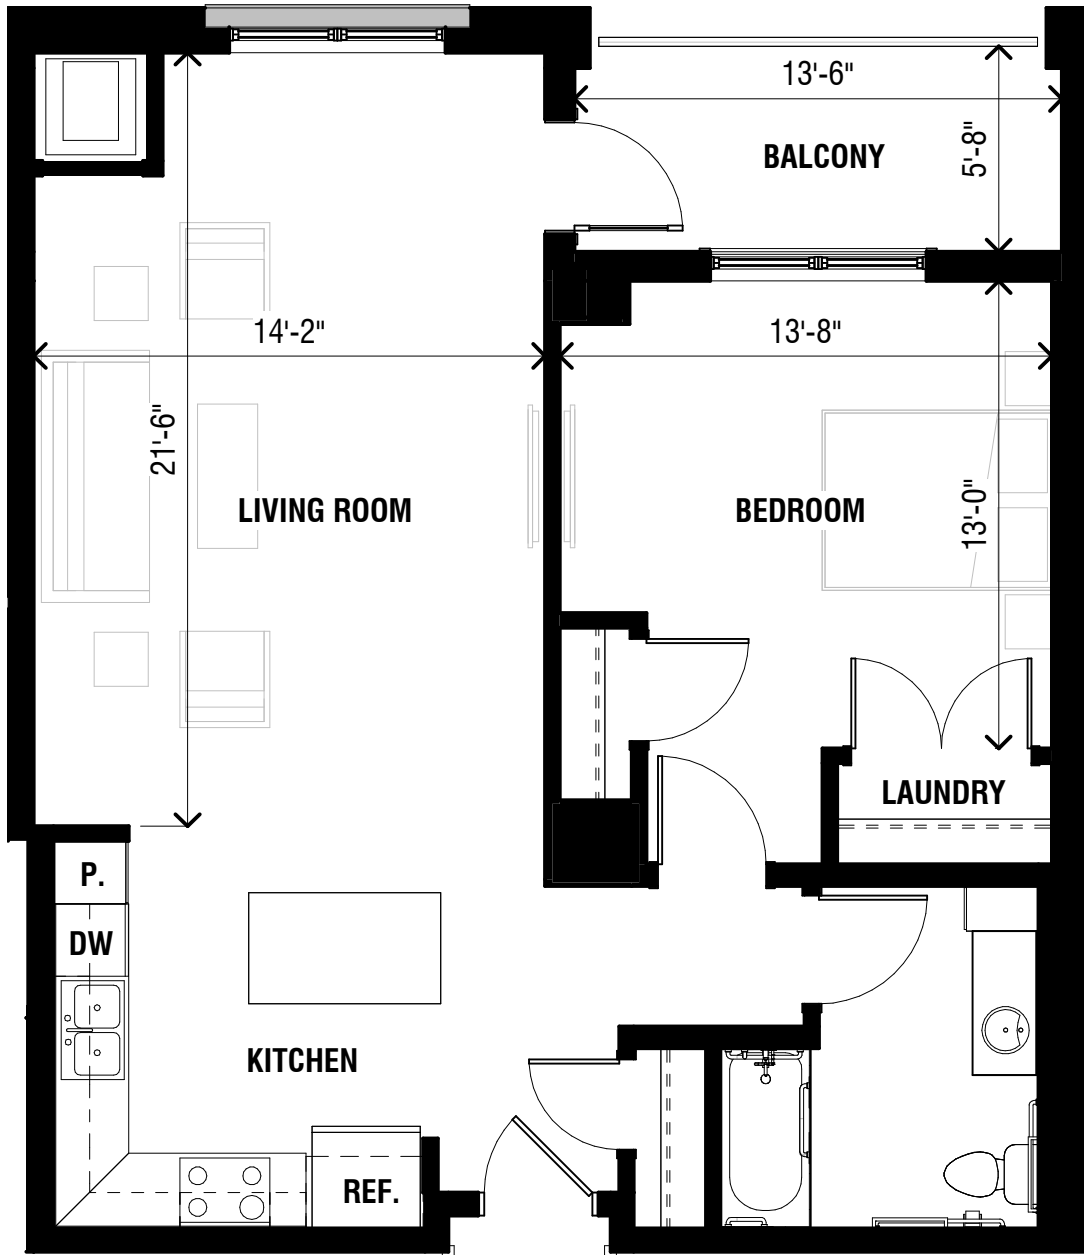 13'-6"
5'-8"
BALCONY
14'-2"
13'-8"
21'-6"
LIVING ROOM
BEDROOM
13'-0"
LAUNDRY
P.
DW
KITCHEN
REF.